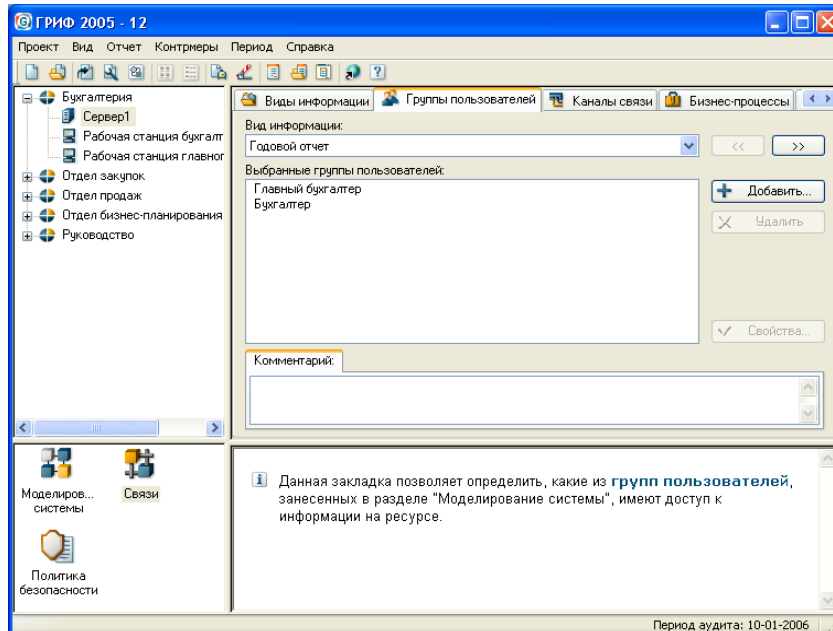 ГРИФ 2005 - 12
Проект Вид Отчет Контрмеры Период Справка
Бухгалтерия
Сервер1
Рабочая станция бухгалт
Рабочая станция главног
Отдел закупок
Отдел продаж
Отдел бизнес-планирования
Руководство
Виды информации Группы пользователей Каналы связи Бизнес-процессы
Вид информации:
Годовой отчет
<< >>
Выбранные группы пользователей:
Главный бухгалтер
Бухгалтер
Добавить...
Удалить
Свойства...
Комментарий:
Моделиров... системы
Связи
Политика безопасности
Данная закладка позволяет определить, какие из групп пользователей,
занесенных в разделе "Моделирование системы", имеют доступ к
информации на ресурсе.
Период аудита: 10-01-2006